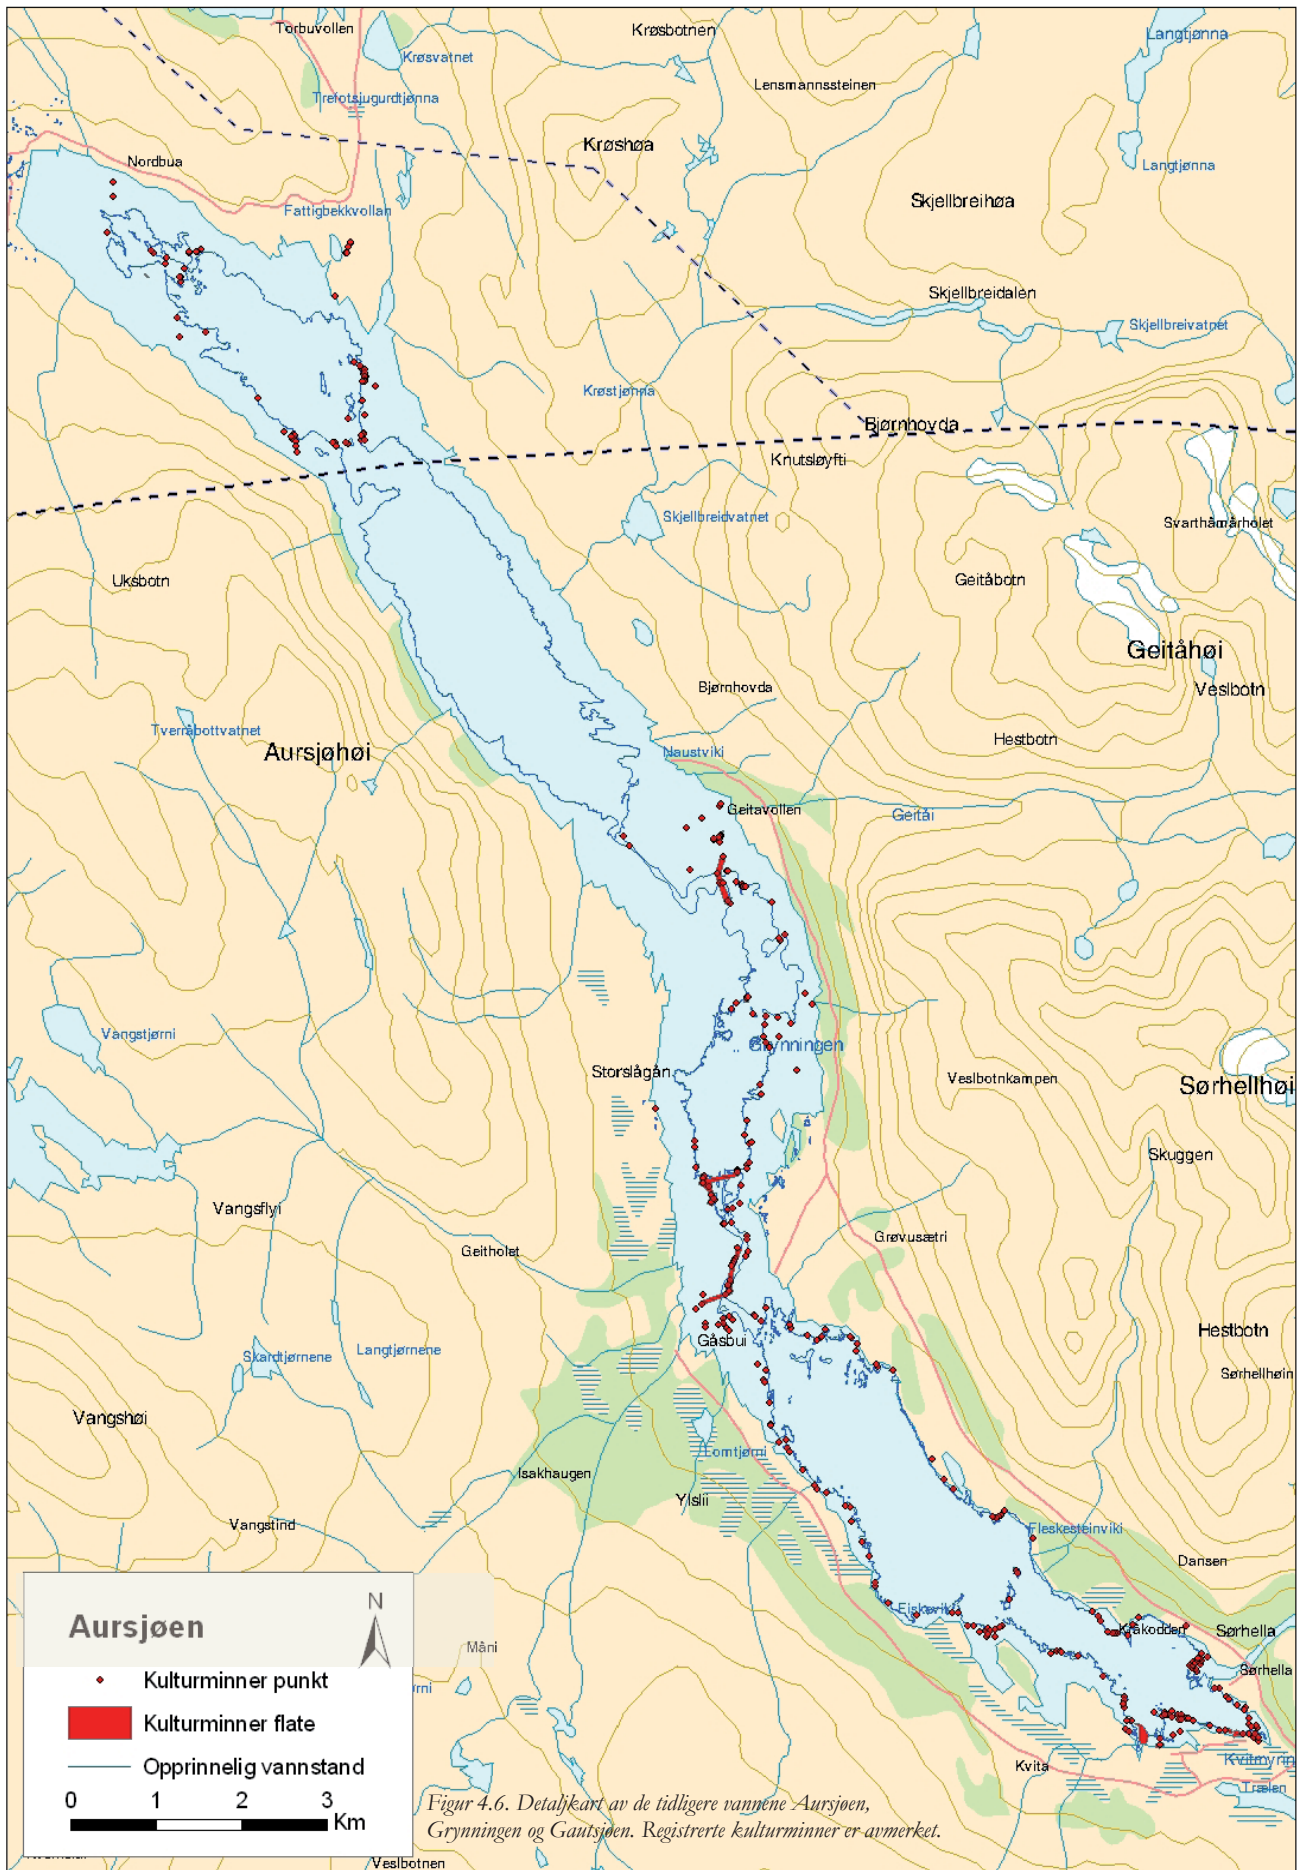 Torbuvollen
Krøsbotnen
Langtjønna
Krøsvatnet
Lensmannssteinen
Trefotsjugurdtjønna
Krøshøa
Nordbua
Langtjønna
Skjellbreihøa
Fattigbekkvollan
Skjellbreidalen
Skjellbreivatnet
Krøstjønna
Bjørnhovda
Knutsløyfti
Skjellbreidvatnet
Svarthåmårholet
Uksbotn
Geitåbotn
Geitåhøi
Bjørnhovda
Veslbotn
Tverråbottvatnet
Aursjøhøi
Naustviki
Hestbotn
Geitavollen
Geitåi
Vangstjørni
Grynningen
Storslågån
Veslbotnkampen
Sørhellhøi
Skuggen
Vangsflyi
Geitholet
Grøvusætri
Gåsbui
Hestbotn
Skardtjørnene
Langtjørnene
Sørhellhøin
Vangshøi
Lomtjørni
Isakhaugen
Ylslii
Vangstind
Fleskesteinviki
Dansen
Eiskviki
Kråkodden
Sørhella
Måni
Sørhella
ørni
Kvita
Kvitmyrin
Trælen
Veslbotnen
Aursjøen
N
Kulturminner punkt
Kulturminner flate
Opprinnelig vannstand
0 1 2 3
Km
Figur 4.6. Detaljkart av de tidligere vannene Aursjøen,
Grynningen og Gautsjøen. Registrerte kulturminner er avmerket.